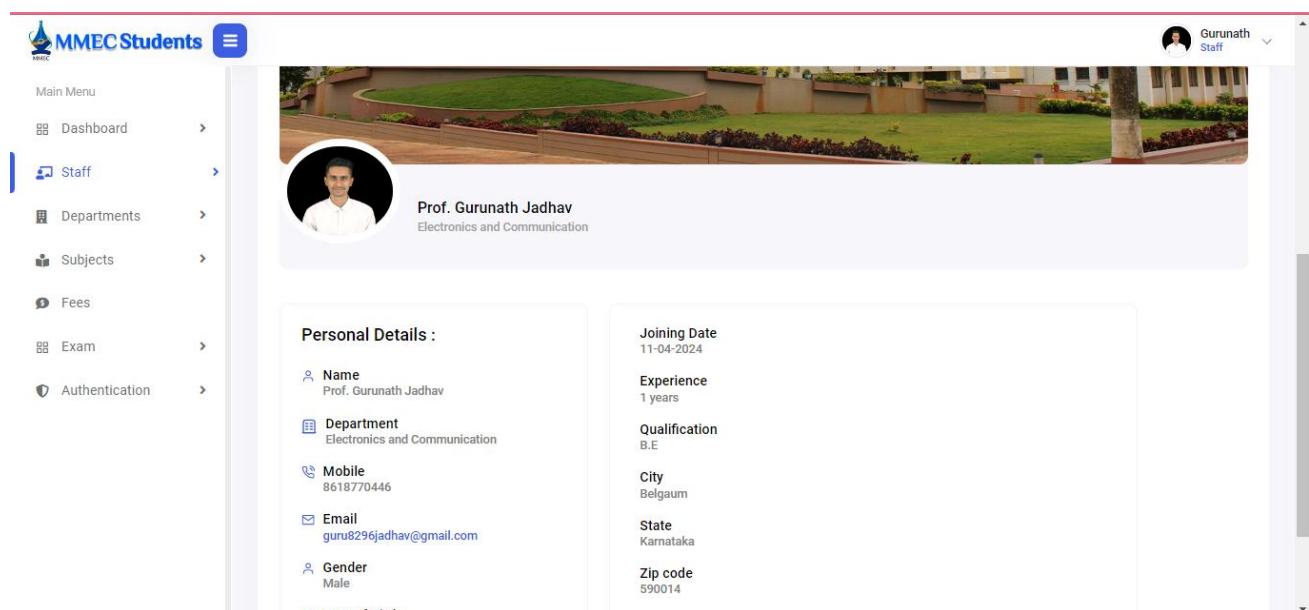 MMEC
MMEC Students
Gurunath
Staff
Main Menu
Dashboard
Staff
Departments
Subjects
Fees
Exam
Authentication
Prof. Gurunath Jadhav
Electronics and Communication
Personal Details :
Name
Prof. Gurunath Jadhav
Department
Electronics and Communication
Mobile
8618770446
Email
guru8296jadhav@gmail.com
Gender
Male
Joining Date
11-04-2024
Experience
1 years
Qualification
B.E
City
Belgaum
State
Karnataka
Zip code
590014